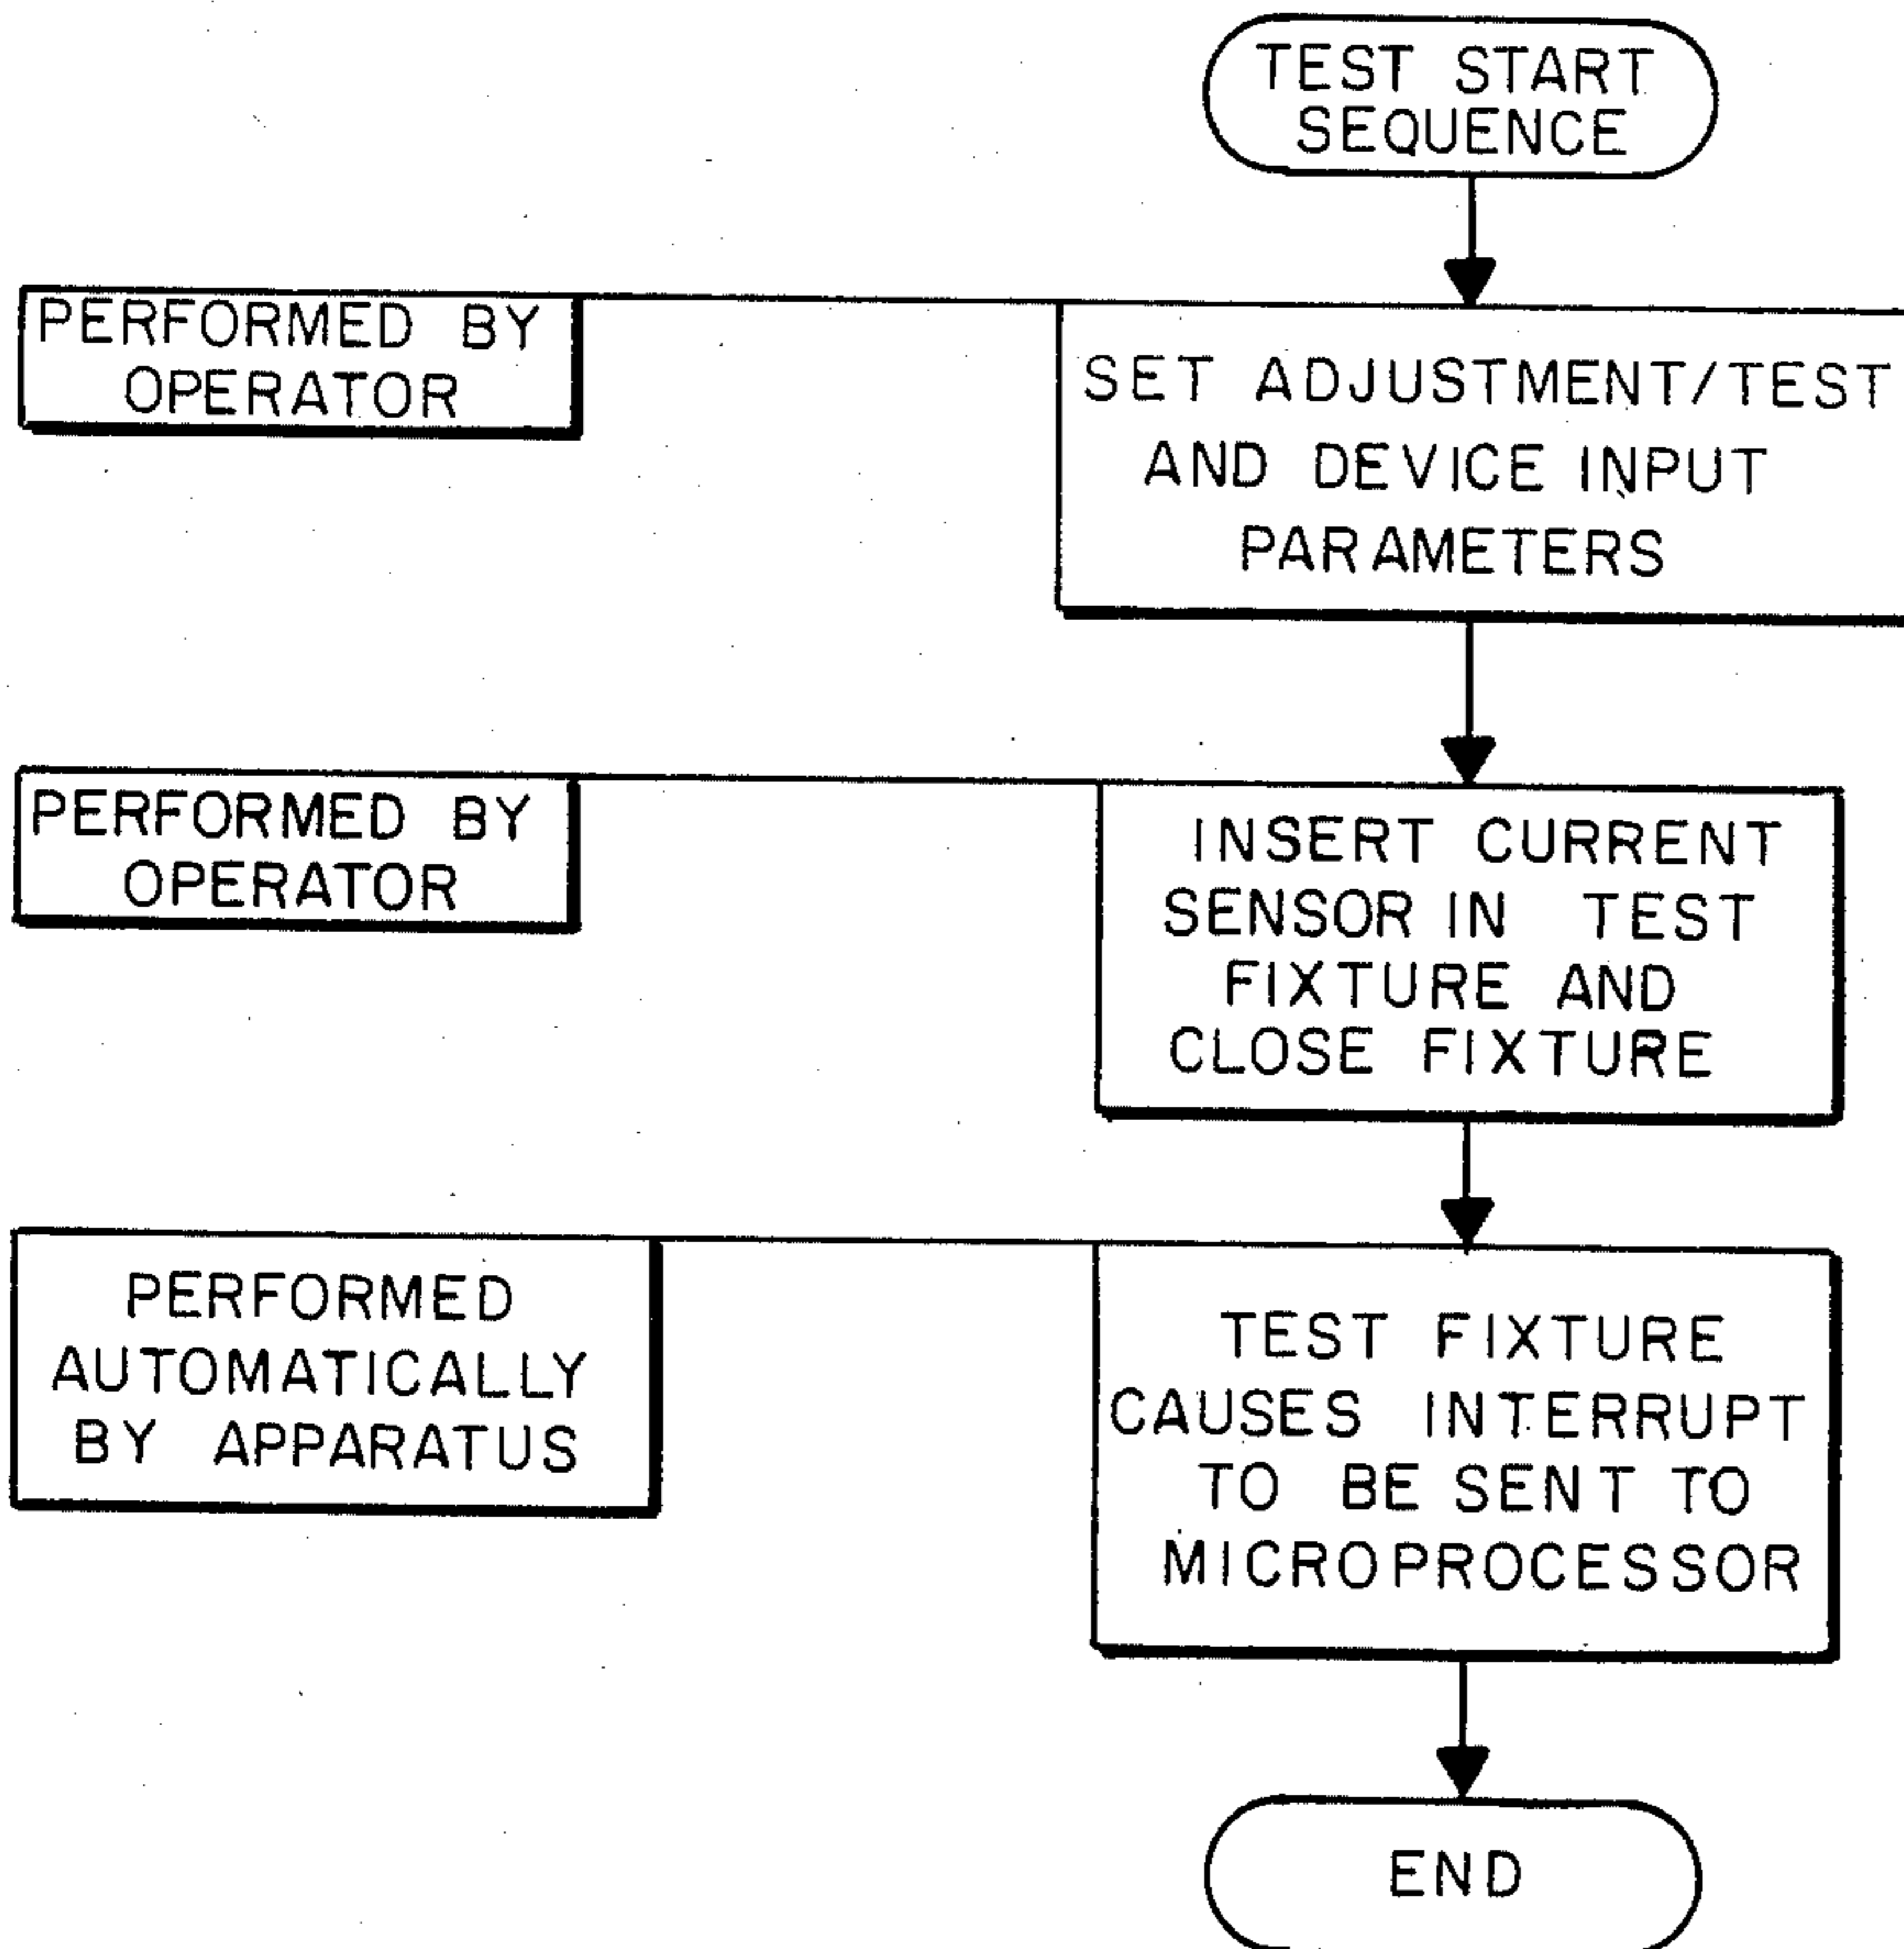 TEST START
SEQUENCE
PERFORMED BY
OPERATOR
SET ADJUSTMENT/TEST
AND DEVICE INPUT
PARAMETERS
PERFORMED BY
OPERATOR
INSERT CURRENT
SENSOR IN TEST
FIXTURE AND
CLOSE FIXTURE
PERFORMED
AUTOMATICALLY
BY APPARATUS
TEST FIXTURE
CAUSES INTERRUPT
TO BE SENT TO
MICROPROCESSOR
END